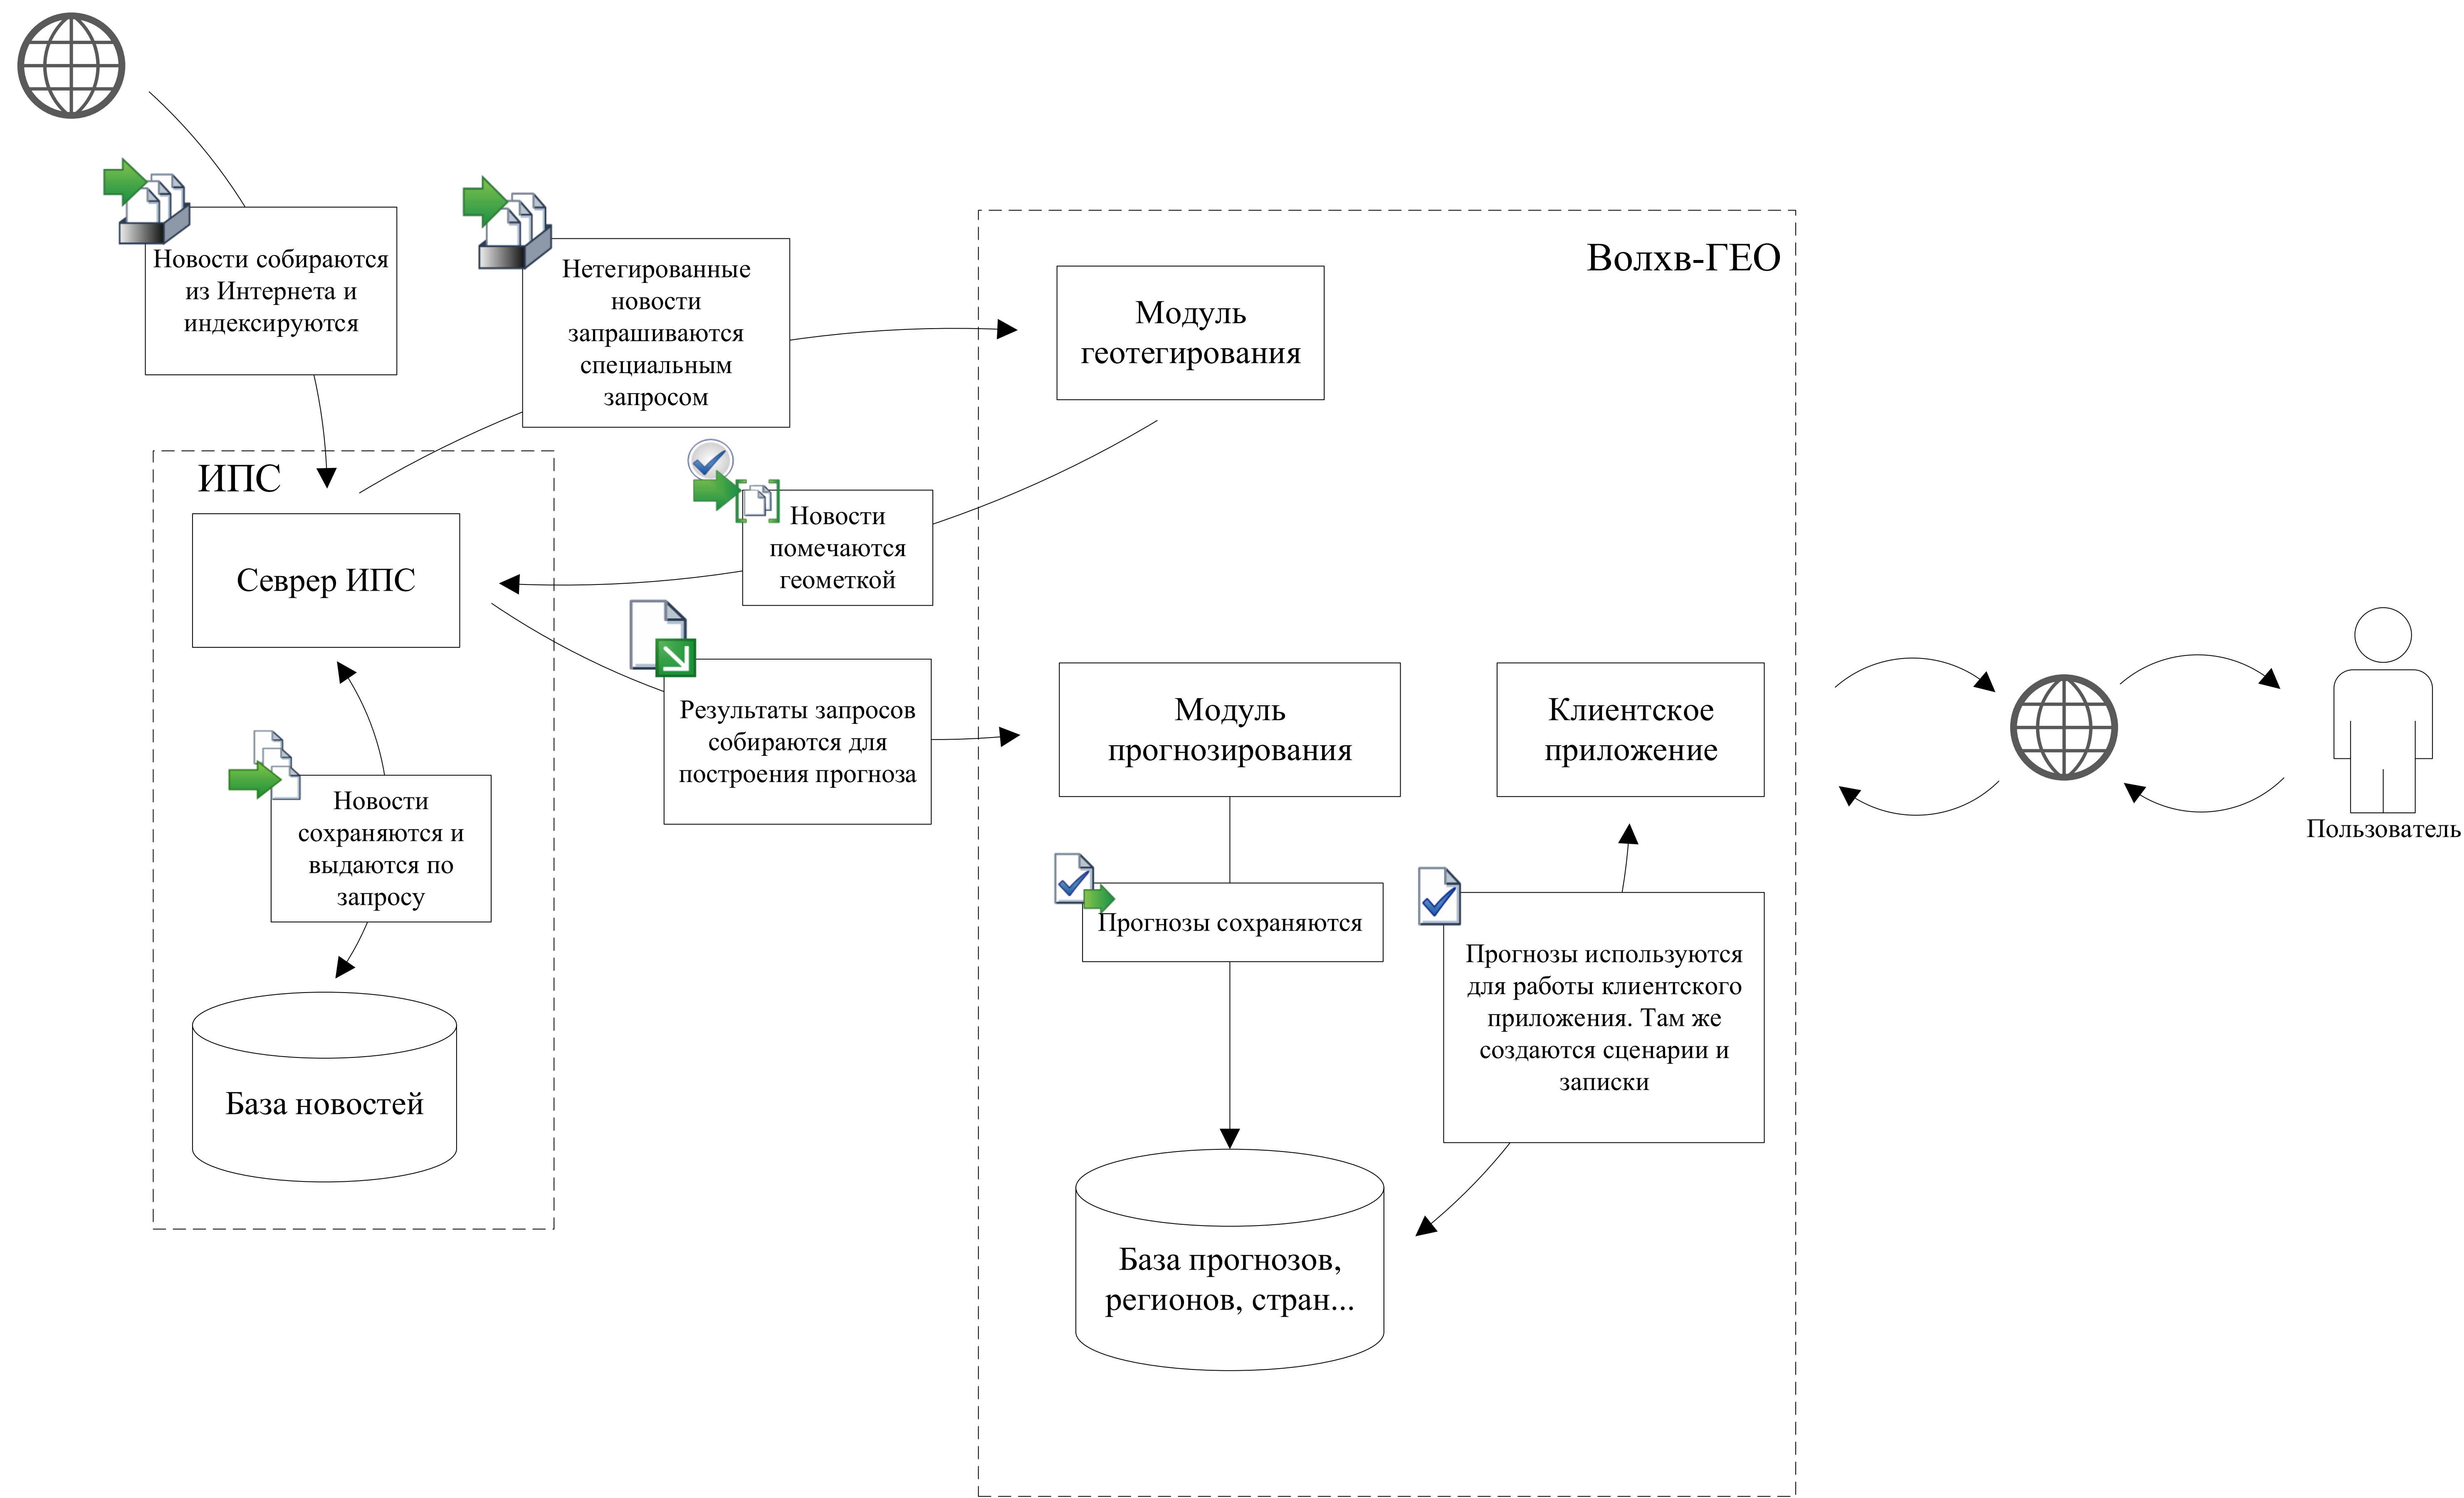 Новости собираются
из Интернета и
индексируются
Нетегированные
новости
запрашиваются
специальным
запросом
Волхв-ГЕО
Модуль
геотегирования
ИПС
Севрер ИПС
Новости
помечаются
геометкой
Результаты запросов
собираются для
построения прогноза
Модуль
прогнозирования
Клиентское
приложение
Пользователь
Новости
сохраняются и
выдаются по
запросу
Прогнозы сохраняются
Прогнозы используются
для работы клиентского
приложения. Там же
создаются сценарии и
записки
База новостей
База прогнозов,
регионов, стран...